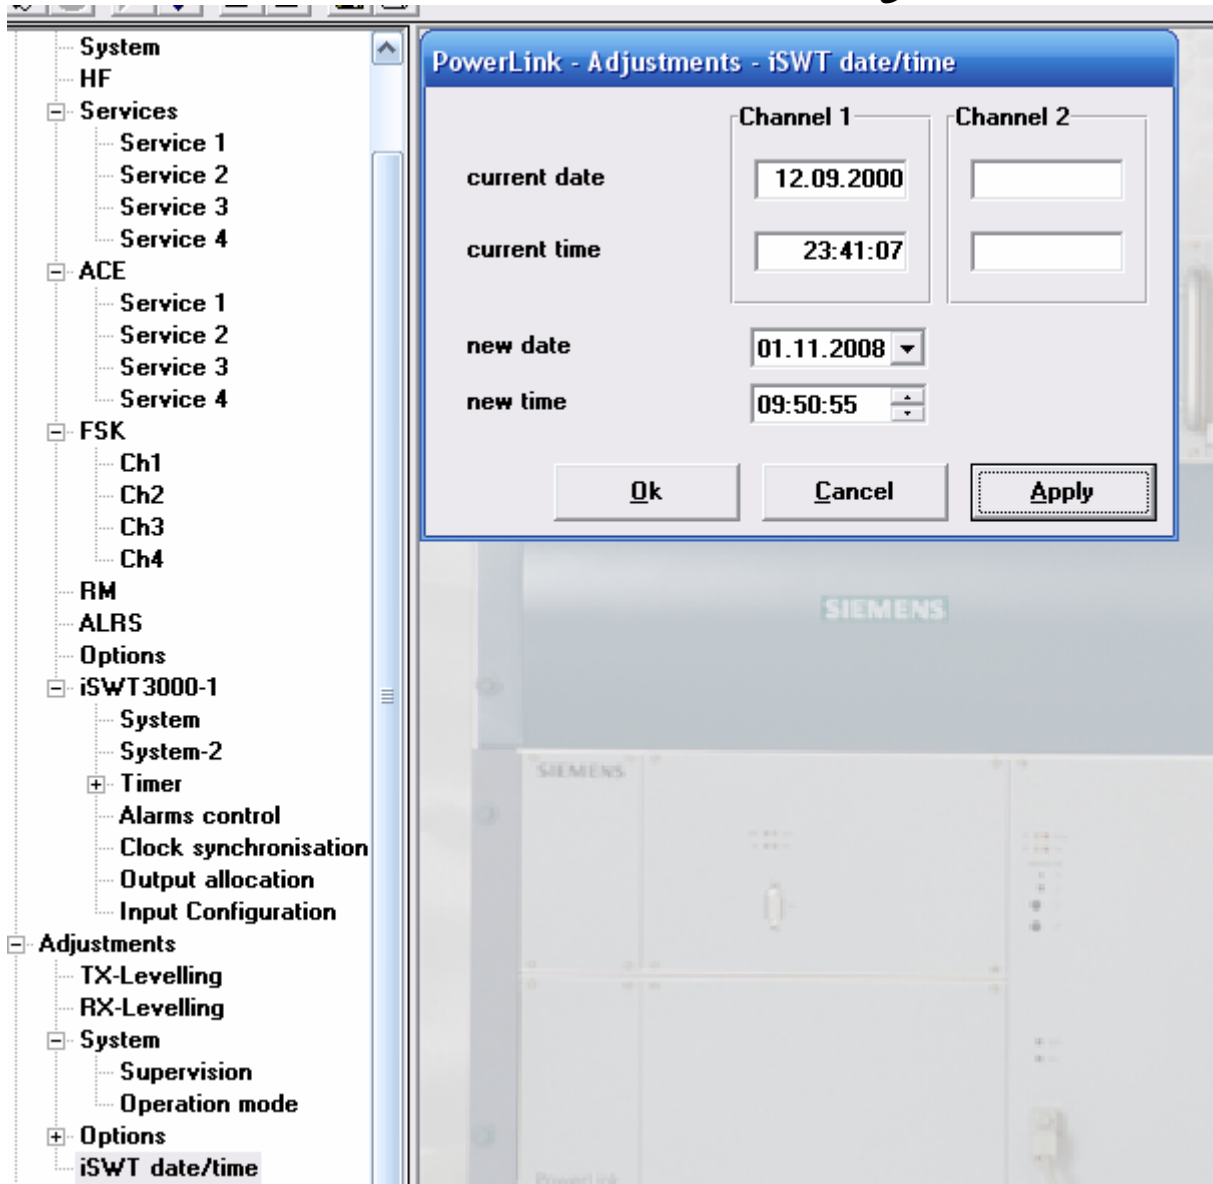 System
HF
Services
Service 1
Service 2
Service 3
Service 4
ACE
Service 1
Service 2
Service 3
Service 4
FSK
Ch1
Ch2
Ch3
Ch4
RM
ALRS
Options
iSWT3000-1
System
System-2
Timer
Alarms control
Clock synchronisation
Output allocation
Input Configuration
Adjustments
TX-Levelling
RX-Levelling
System
Supervision
Operation mode
Options
iSWT date/time
PowerLink - Adjustments - iSWT date/time
Channel 1 Channel 2
current date 12.09.2000
current time 23:41:07
new date 01.11.2008
new time 09:50:55
Ok Cancel Apply
SIEMENS
SIEMENS
PowerLink